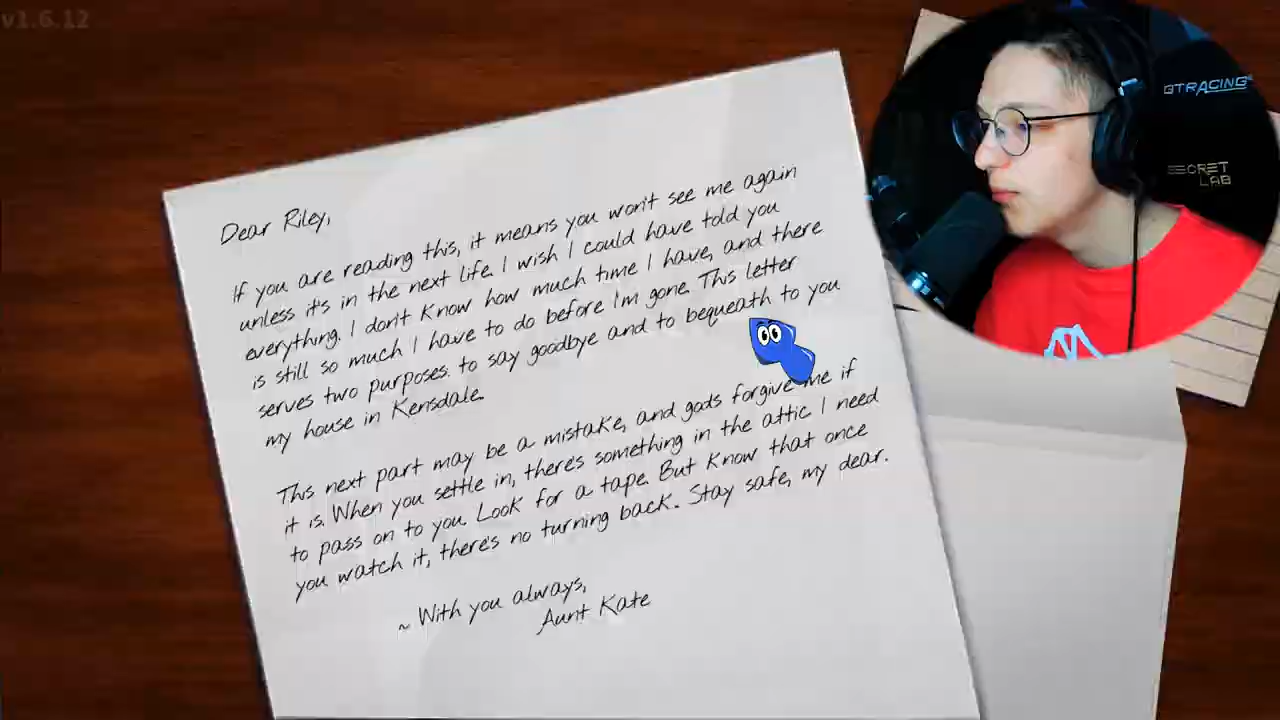 v1.6.12
GTRACING
SECRET
LAB
Dear Riley,
If you are reading this, it means you won't see me again
unless it's in the next life. I wish I could have told you
everything. I don't know how much time I have, and there
is still so much I have to do before I'm gone. This letter
serves two purposes. to say goodbye and to bequeath to you
my house in Kensdale.
This next part may be a mistake, and gods forgive me if
it is. When you settle in, there's something in the attic I need
to pass on to you. Look for a tape. But know that once
you watch it, there's no turning back. Stay safe, my dear.
~ With you always,
Aunt Kate